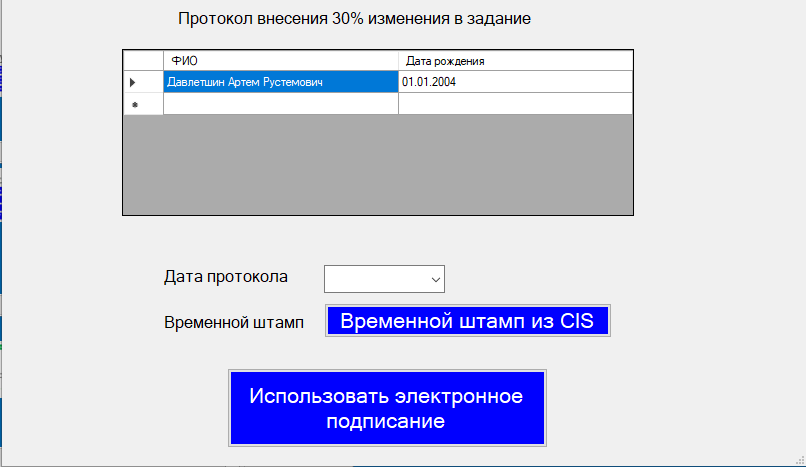 Протокол внесения 30% изменения в задание
ФИО Дата рождения
Давлетшин Артем Рустемович 01.01.2004
Дата протокола
Временной штамп Временной штамп из CIS
Использовать электронное
подписание